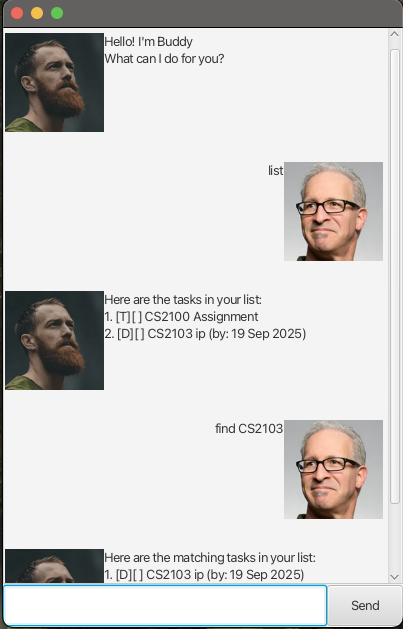 Hello! I'm Buddy
What can I do for you?
list
Here are the tasks in your list:
1. [T][ ] CS2100 Assignment
2. [D][ ] CS2103 ip (by: 19 Sep 2025)
find CS2103
Here are the matching tasks in your list:
1. [D][ ] CS2103 ip (by: 19 Sep 2025)
Send